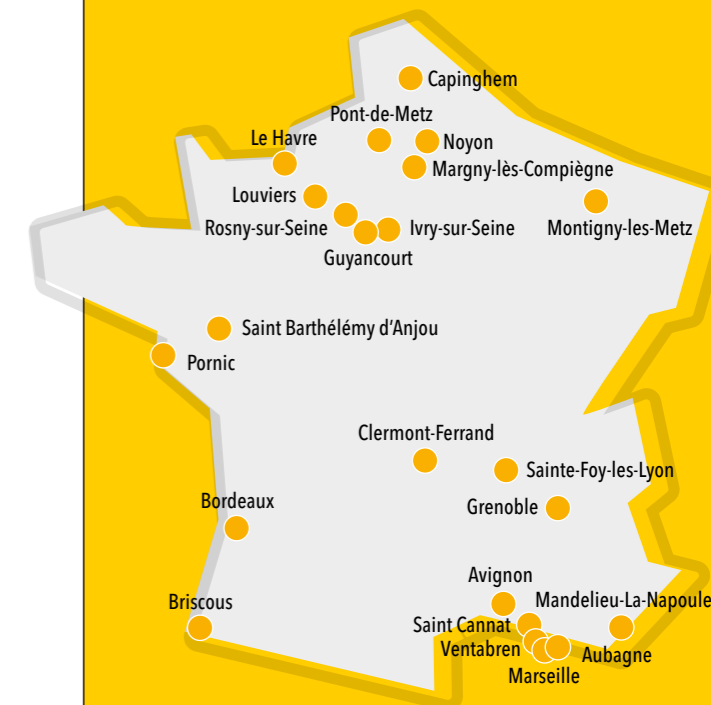 Capinghem
Pont-de-Metz
Le Havre
Noyon
Margny-lès-Compiègne
Louviers
Rosny-sur-Seine
Ivry-sur-Seine
Montigny-les-Metz
Guyancourt
Saint Barthélémy d'Anjou
Pornic
Clermont-Ferrand
Sainte-Foy-les-Lyon
Bordeaux
Grenoble
Avignon
Briscous
Mandelieu-La-Napoule
Saint Cannat
Ventabren
Aubagne
Marseille